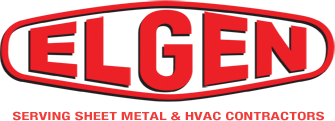 ELGEN
SERVING SHEET METAL & HVAC CONTRACTORS